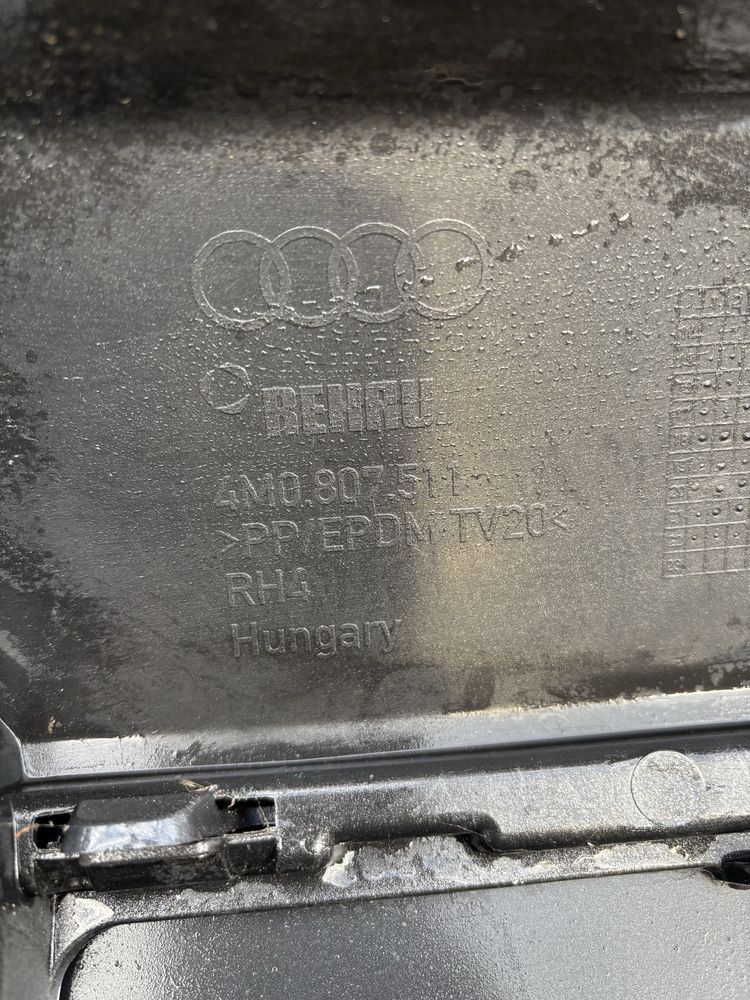 REHAU
4M0.807.511
>PP/EPDM TV20<
RH4
Hungary